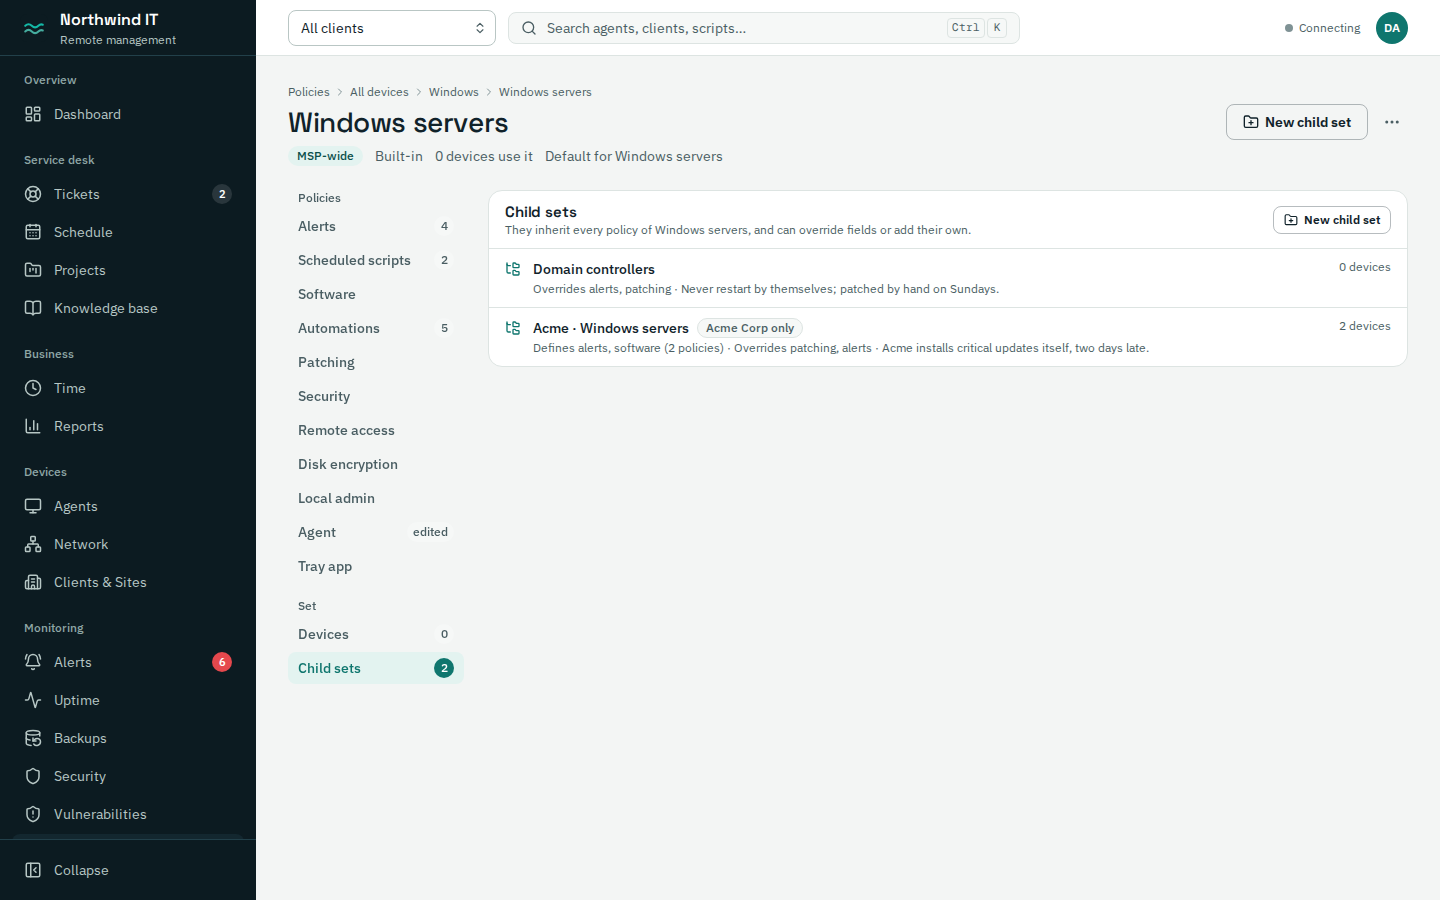 Northwind IT
Remote management
Overview
Dashboard
Service desk
Tickets 2
Schedule
Projects
Knowledge base
Business
Time
Reports
Devices
Agents
Network
Clients & Sites
Monitoring
Alerts 6
Uptime
Backups
Security
Vulnerabilities
Collapse
All clients
Search agents, clients, scripts... Ctrl K
Connecting
DA
Policies > All devices > Windows > Windows servers
Windows servers
New child set
MSP-wide Built-in 0 devices use it Default for Windows servers
Policies
Alerts 4
Scheduled scripts 2
Software
Automations 5
Patching
Security
Remote access
Disk encryption
Local admin
Agent edited
Tray app
Set
Devices 0
Child sets 2
Child sets
They inherit every policy of Windows servers, and can override fields or add their own.
New child set
Domain controllers
0 devices
Overrides alerts, patching · Never restart by themselves; patched by hand on Sundays.
Acme · Windows servers Acme Corp only
2 devices
Defines alerts, software (2 policies) · Overrides patching, alerts · Acme installs critical updates itself, two days late.